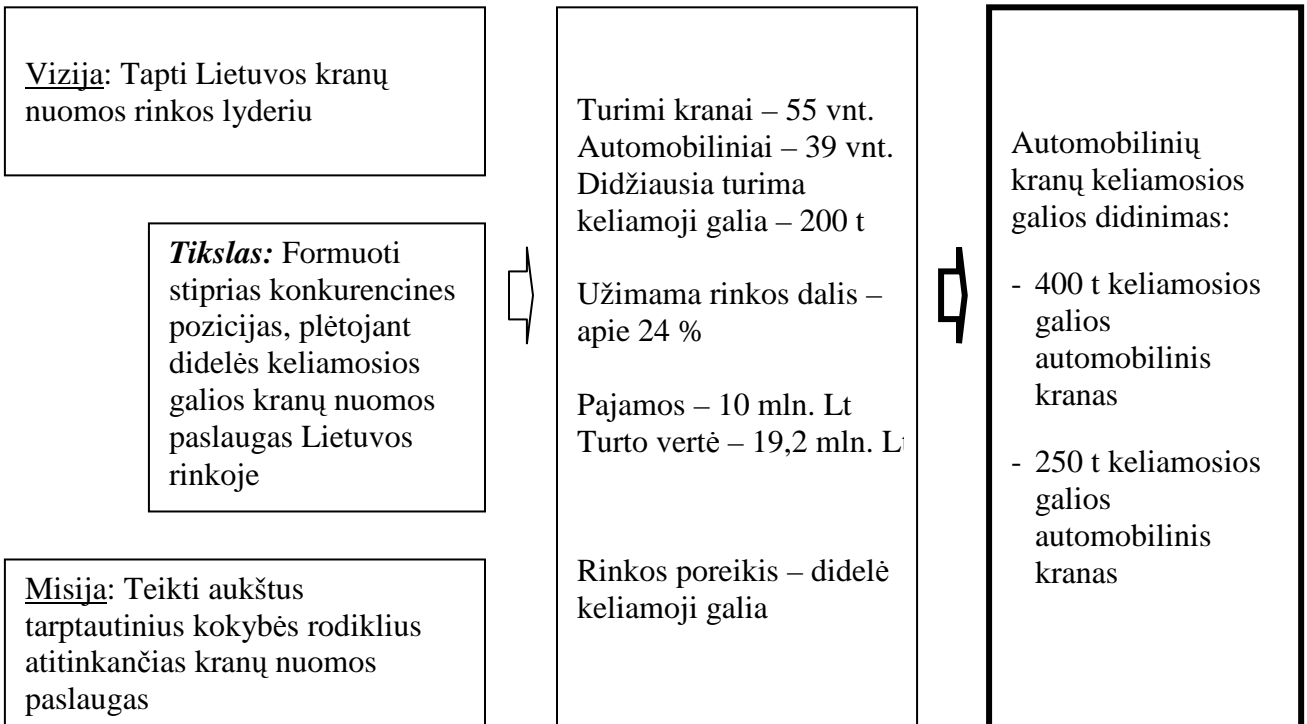 Vizija: Tapti Lietuvos kranų
nuomos rinkos lyderiu
Tikslas: Formuoti
stiprias konkurencines
pozicijas, plėtojant
didelės keliamosios
galios kranų nuomos
paslaugas Lietuvos
rinkoje
Misija: Teikti aukštus
tarptautinius kokybės rodiklius
atitinkančias kranų nuomos
paslaugas
Turimi kranai – 55 vnt.
Automobiliniai – 39 vnt.
Didžiausia turima
keliamoji galia – 200 t
Užimama rinkos dalis –
apie 24 %
Pajamos – 10 mln. Lt
Turto vertė – 19,2 mln. Lt
Rinkos poreikis – didelė
keliamoji galia
Automobilinių
kranų keliamosios
galios didinimas:
- 400 t keliamosios
galios
automobilinis
kranas
- 250 t keliamosios
galios
automobilinis
kranas